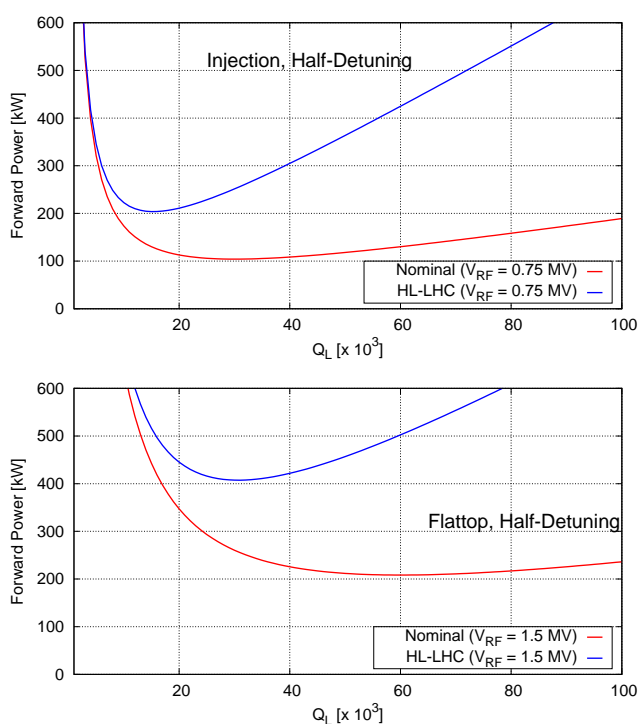 600
500
400
300
200
100
0
Forward Power [kW]
Injection, Half-Detuning
Nominal (V_RF = 0.75 MV)
HL-LHC (V_RF = 0.75 MV)
20 40 60 80 100
Q_L [x 10^3]
600
500
400
300
200
100
0
Forward Power [kW]
Flattop, Half-Detuning
Nominal (V_RF = 1.5 MV)
HL-LHC (V_RF = 1.5 MV)
20 40 60 80 100
Q_L [x 10^3]